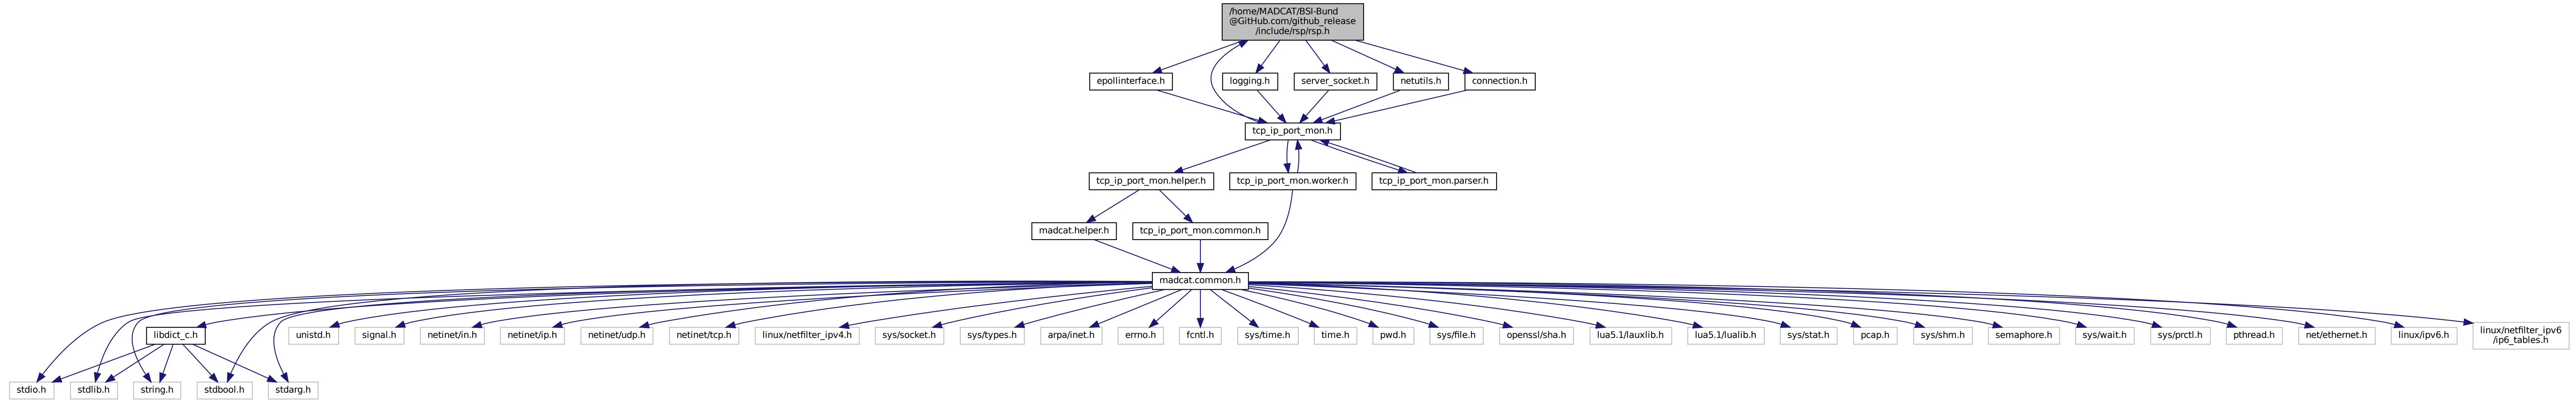 /home/MADCAT/BSI-Bund
@GitHub.com/github_release
/include/rsp/rsp.h
epollinterface.h
logging.h
server_socket.h
netutils.h
connection.h
tcp_ip_port_mon.h
tcp_ip_port_mon.helper.h
tcp_ip_port_mon.worker.h
tcp_ip_port_mon.parser.h
madcat.helper.h
tcp_ip_port_mon.common.h
madcat.common.h
libdict_c.h
unistd.h
signal.h
netinet/in.h
netinet/ip.h
netinet/udp.h
netinet/tcp.h
linux/netfilter_ipv4.h
sys/socket.h
sys/types.h
arpa/inet.h
errno.h
fcntl.h
sys/time.h
time.h
pwd.h
sys/file.h
openssl/sha.h
lua5.1/lauxlib.h
lua5.1/lualib.h
sys/stat.h
pcap.h
sys/shm.h
semaphore.h
sys/wait.h
sys/prctl.h
pthread.h
net/ethernet.h
linux/ipv6.h
linux/netfilter_ipv6
/ip6_tables.h
stdio.h
stdlib.h
string.h
stdbool.h
stdarg.h